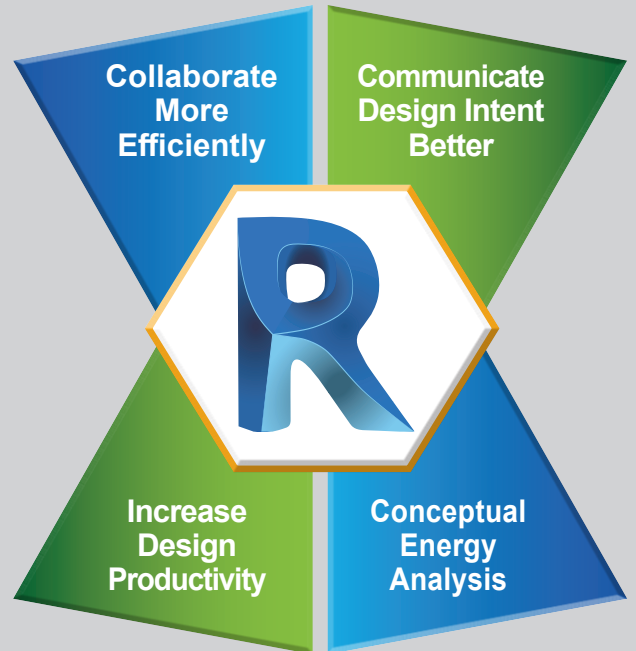 Collaborate
More
Efficiently
Communicate
Design Intent
Better
R
Increase
Design
Productivity
Conceptual
Energy
Analysis